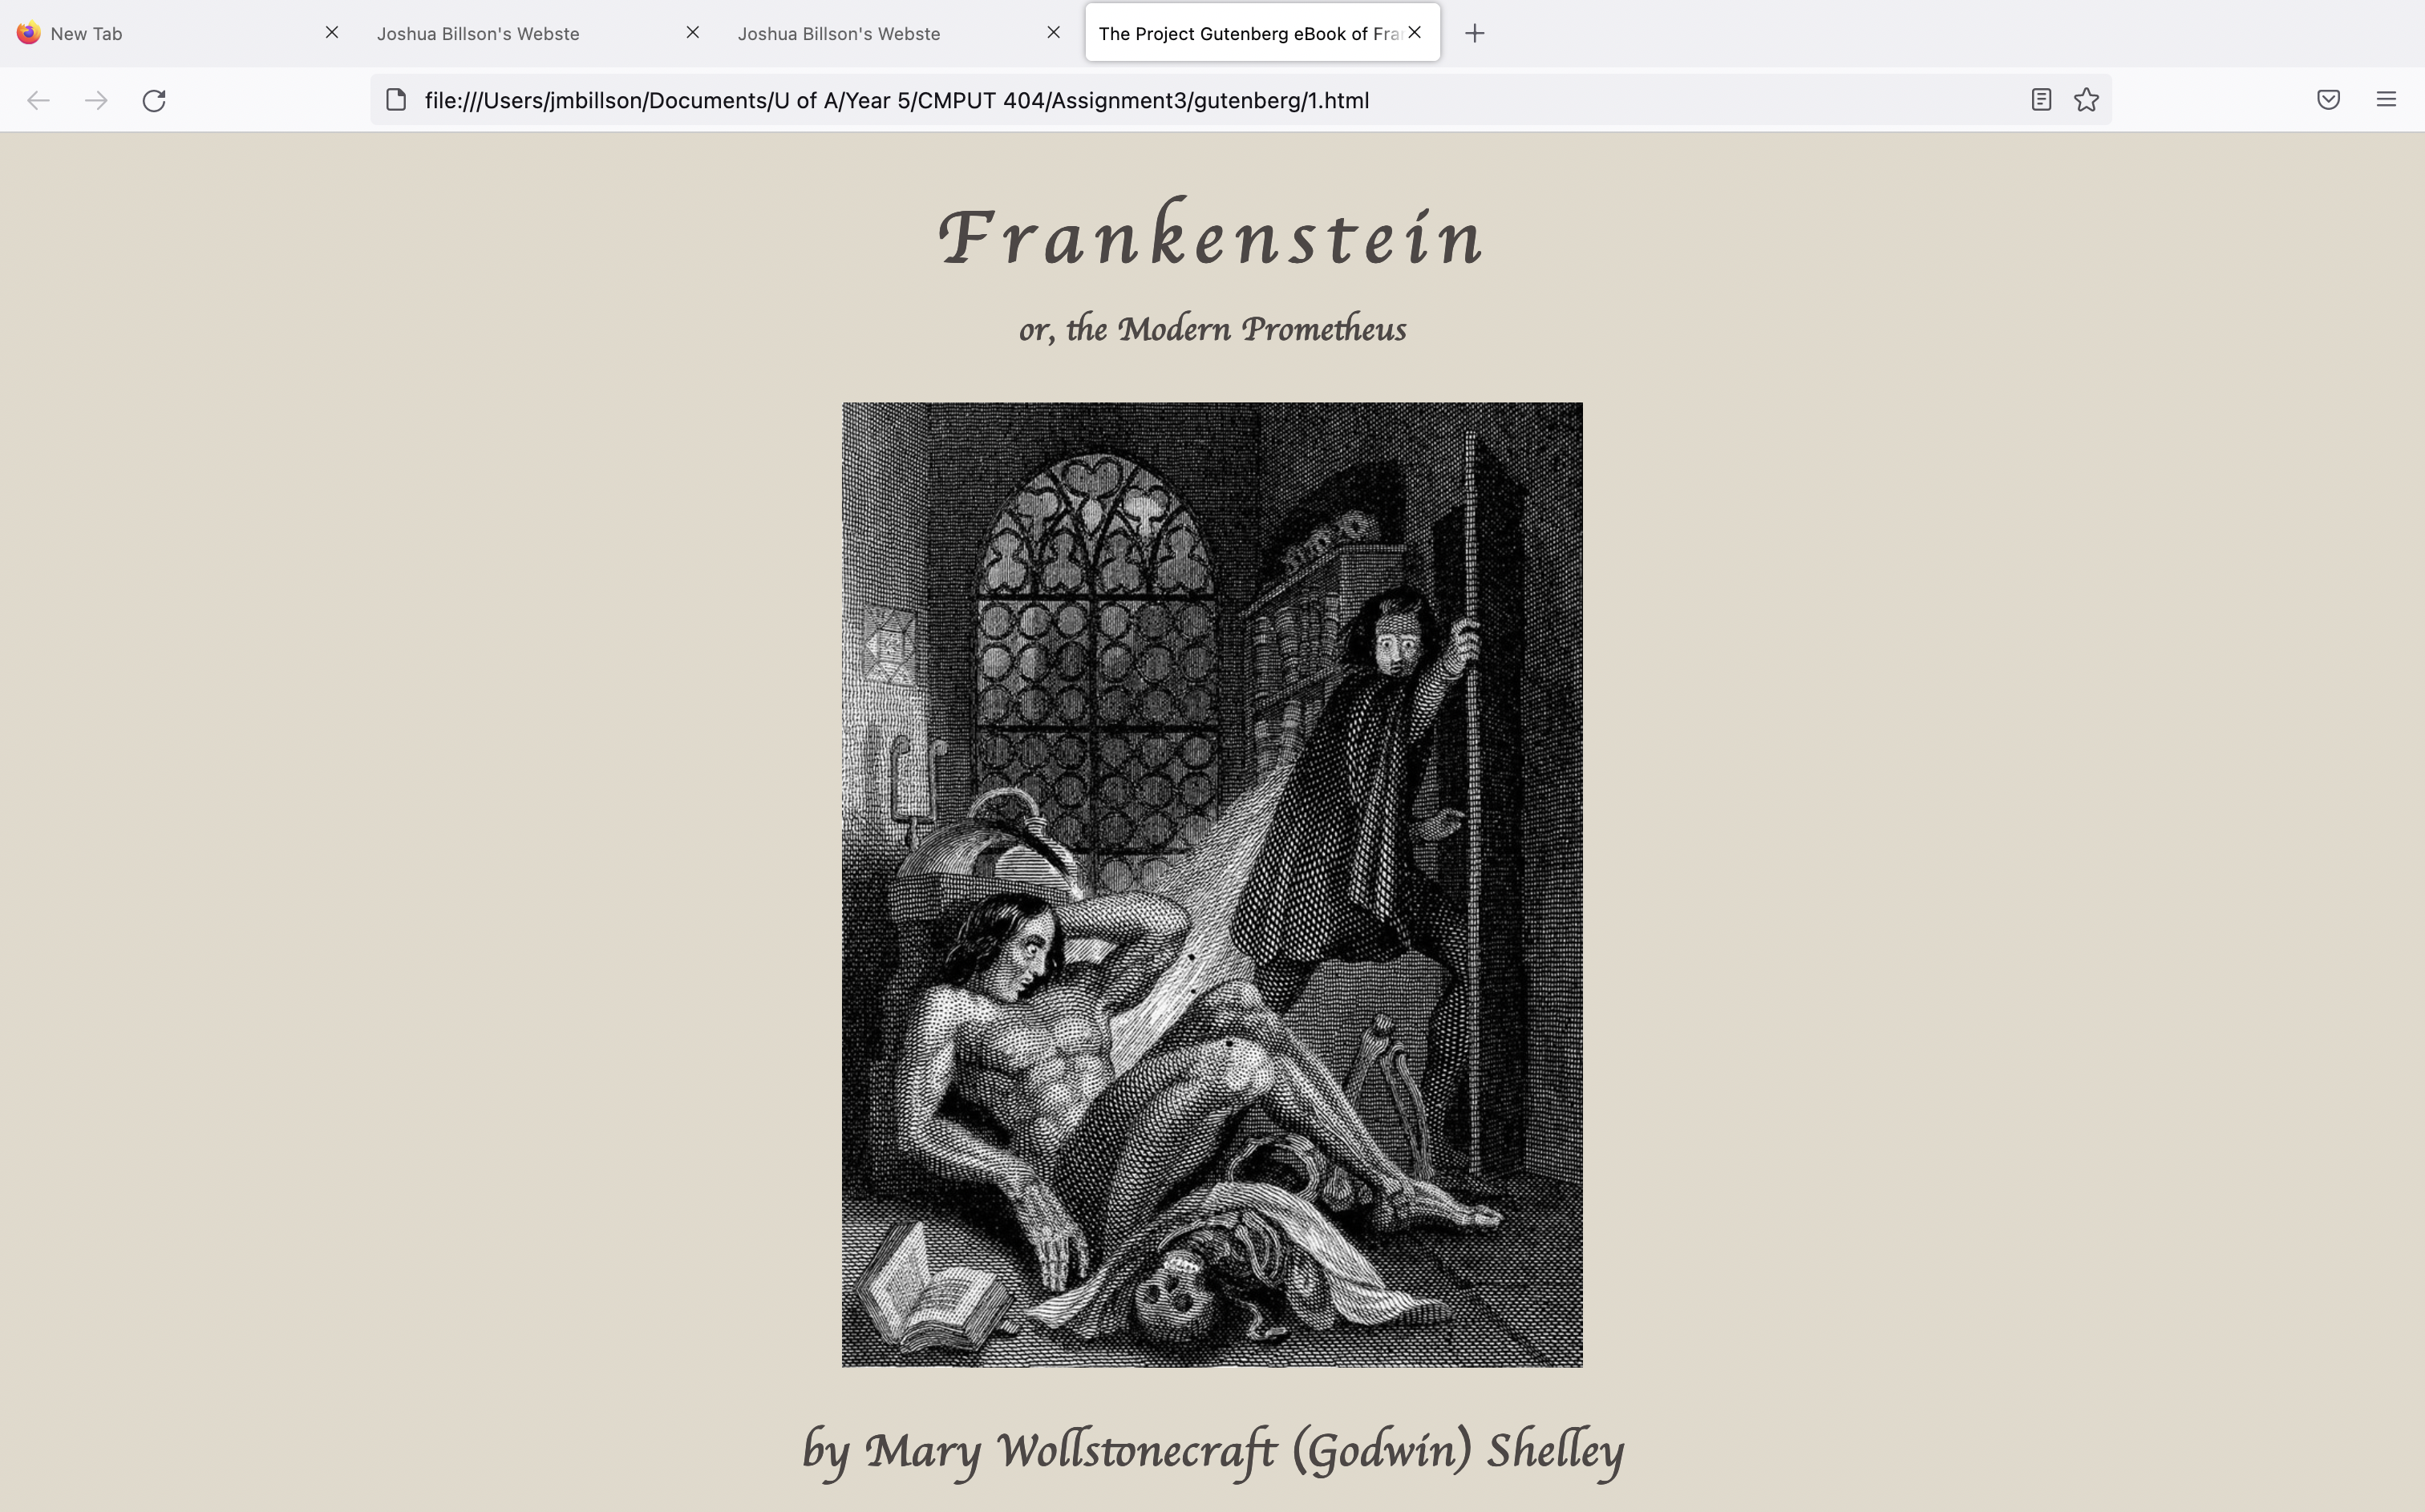 New Tab
Joshua Billson's Webste
Joshua Billson's Webste
The Project Gutenberg eBook of Fra
file:///Users/jmbillson/Documents/U of A/Year 5/CMPUT 404/Assignment3/gutenberg/1.html
Frankenstein
or, the Modern Prometheus
by Mary Wollstonecraft (Godwin) Shelley